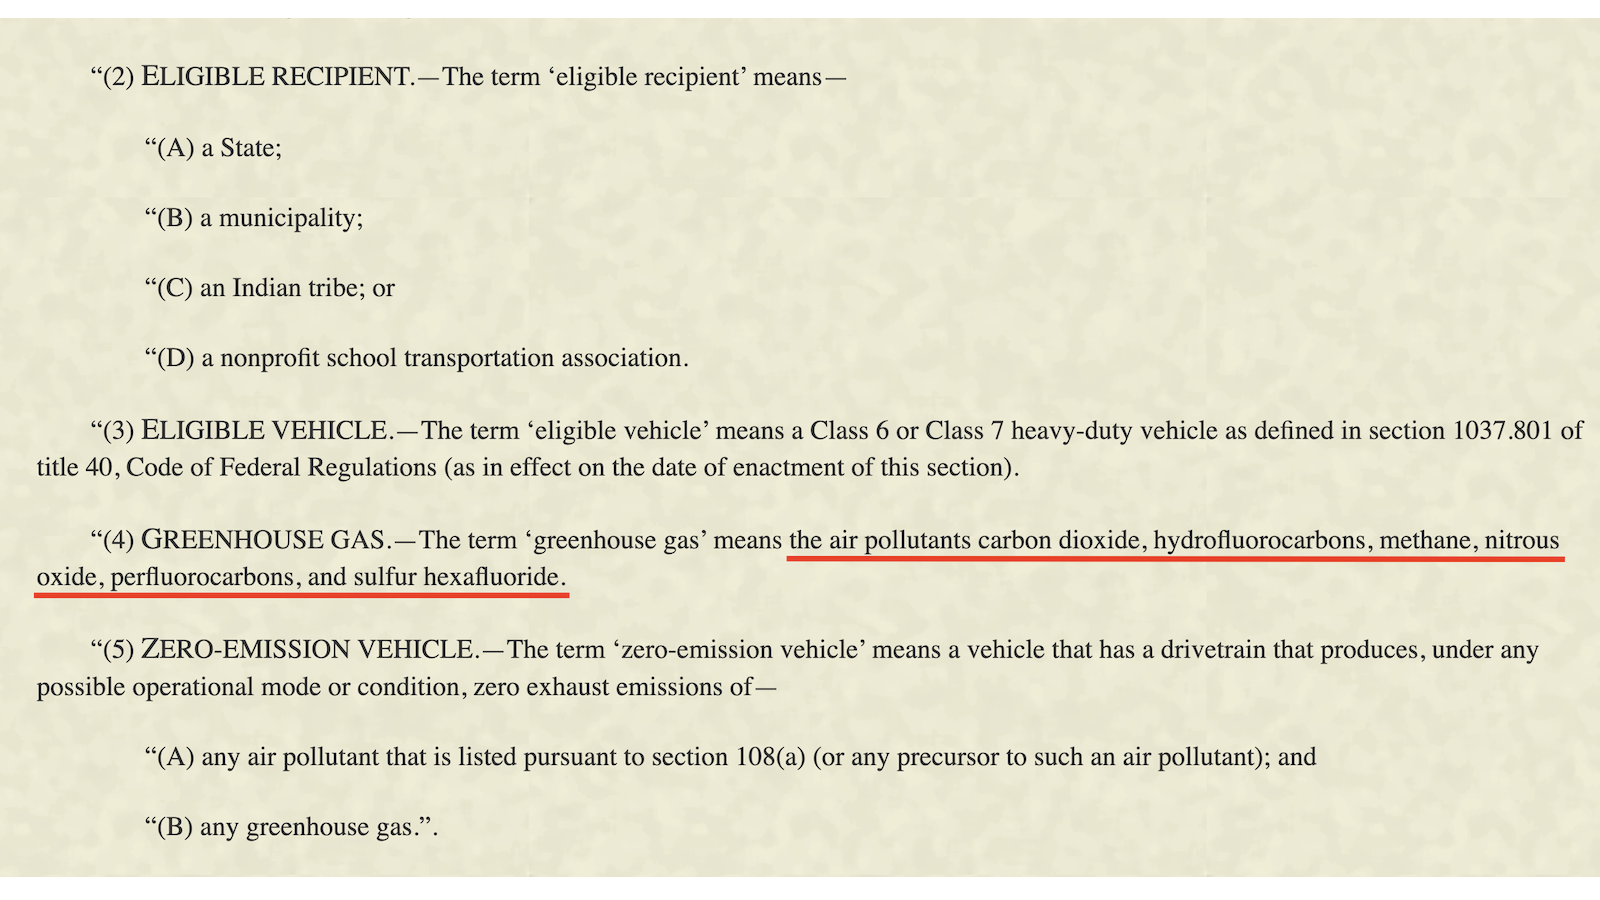 “(2) ELIGIBLE RECIPIENT.—The term ‘eligible recipient’ means—
“(A) a State;
“(B) a municipality;
“(C) an Indian tribe; or
“(D) a nonprofit school transportation association.
“(3) ELIGIBLE VEHICLE.—The term ‘eligible vehicle’ means a Class 6 or Class 7 heavy-duty vehicle as defined in section 1037.801 of
title 40, Code of Federal Regulations (as in effect on the date of enactment of this section).
“(4) GREENHOUSE GAS.—The term ‘greenhouse gas’ means the air pollutants carbon dioxide, hydrofluorocarbons, methane, nitrous
oxide, perfluorocarbons, and sulfur hexafluoride.
“(5) ZERO-EMISSION VEHICLE.—The term ‘zero-emission vehicle’ means a vehicle that has a drivetrain that produces, under any
possible operational mode or condition, zero exhaust emissions of—
“(A) any air pollutant that is listed pursuant to section 108(a) (or any precursor to such an air pollutant); and
“(B) any greenhouse gas.”.